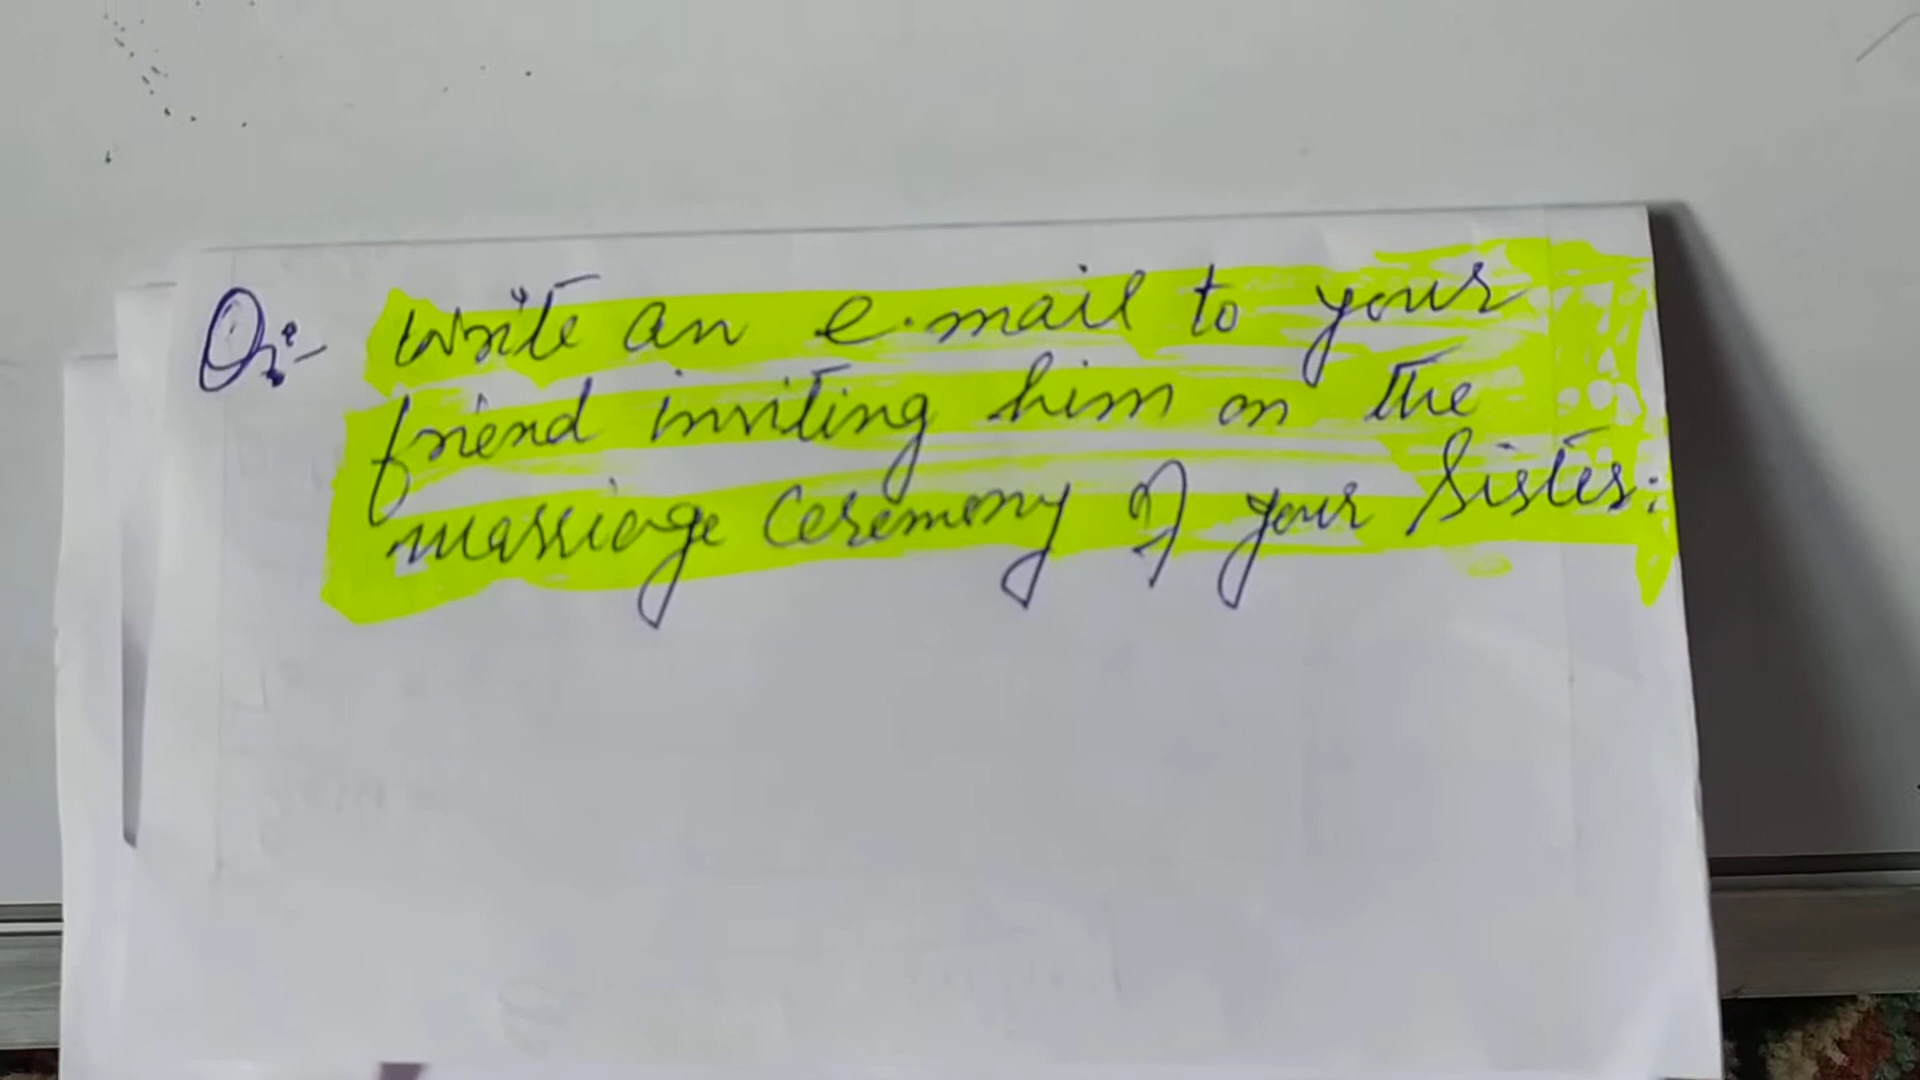 Q:- Write an e.mail to your
friend inviting him on the
marriage Ceremony of your Sister.